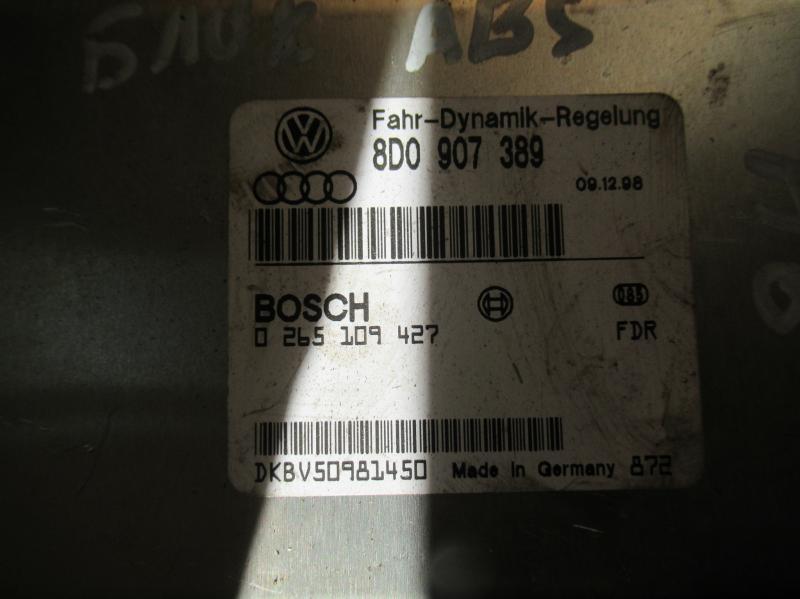 БЛОК ABS
Fahr-Dynamik-Regelung
8D0 907 389
09.12.98
BOSCH
085
0 265 109 427
FDR
DKBV50981450 Made in Germany 872